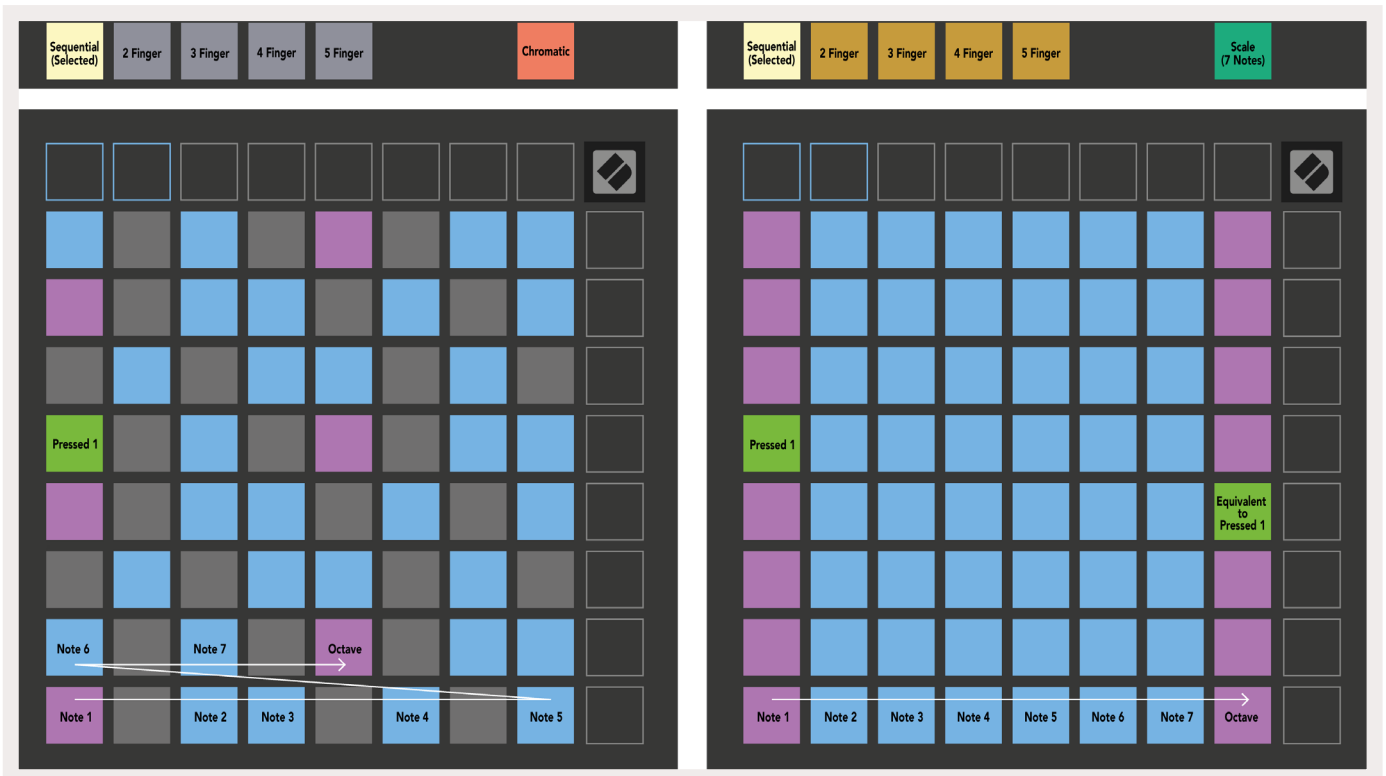 Sequential
(Selected)
2 Finger
3 Finger
4 Finger
5 Finger
Chromatic
Pressed 1
Note 6
Note 7
Octave
Note 1
Note 2
Note 3
Note 4
Note 5
Sequential
(Selected)
2 Finger
3 Finger
4 Finger
5 Finger
Scale
(7 Notes)
Pressed 1
Equivalent
to
Pressed 1
Note 1
Note 2
Note 3
Note 4
Note 5
Note 6
Note 7
Octave